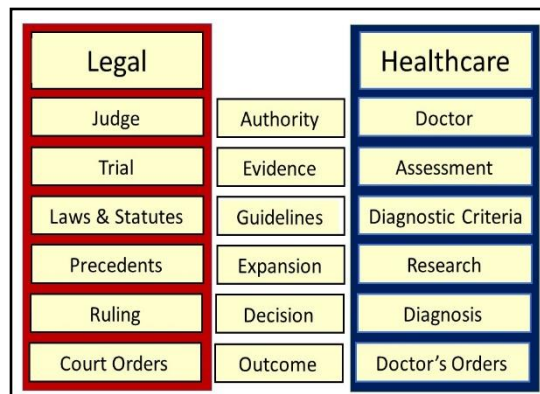 Legal
Healthcare
Judge
Authority
Doctor
Trial
Evidence
Assessment
Laws & Statutes
Guidelines
Diagnostic Criteria
Precedents
Expansion
Research
Ruling
Decision
Diagnosis
Court Orders
Outcome
Doctor’s Orders